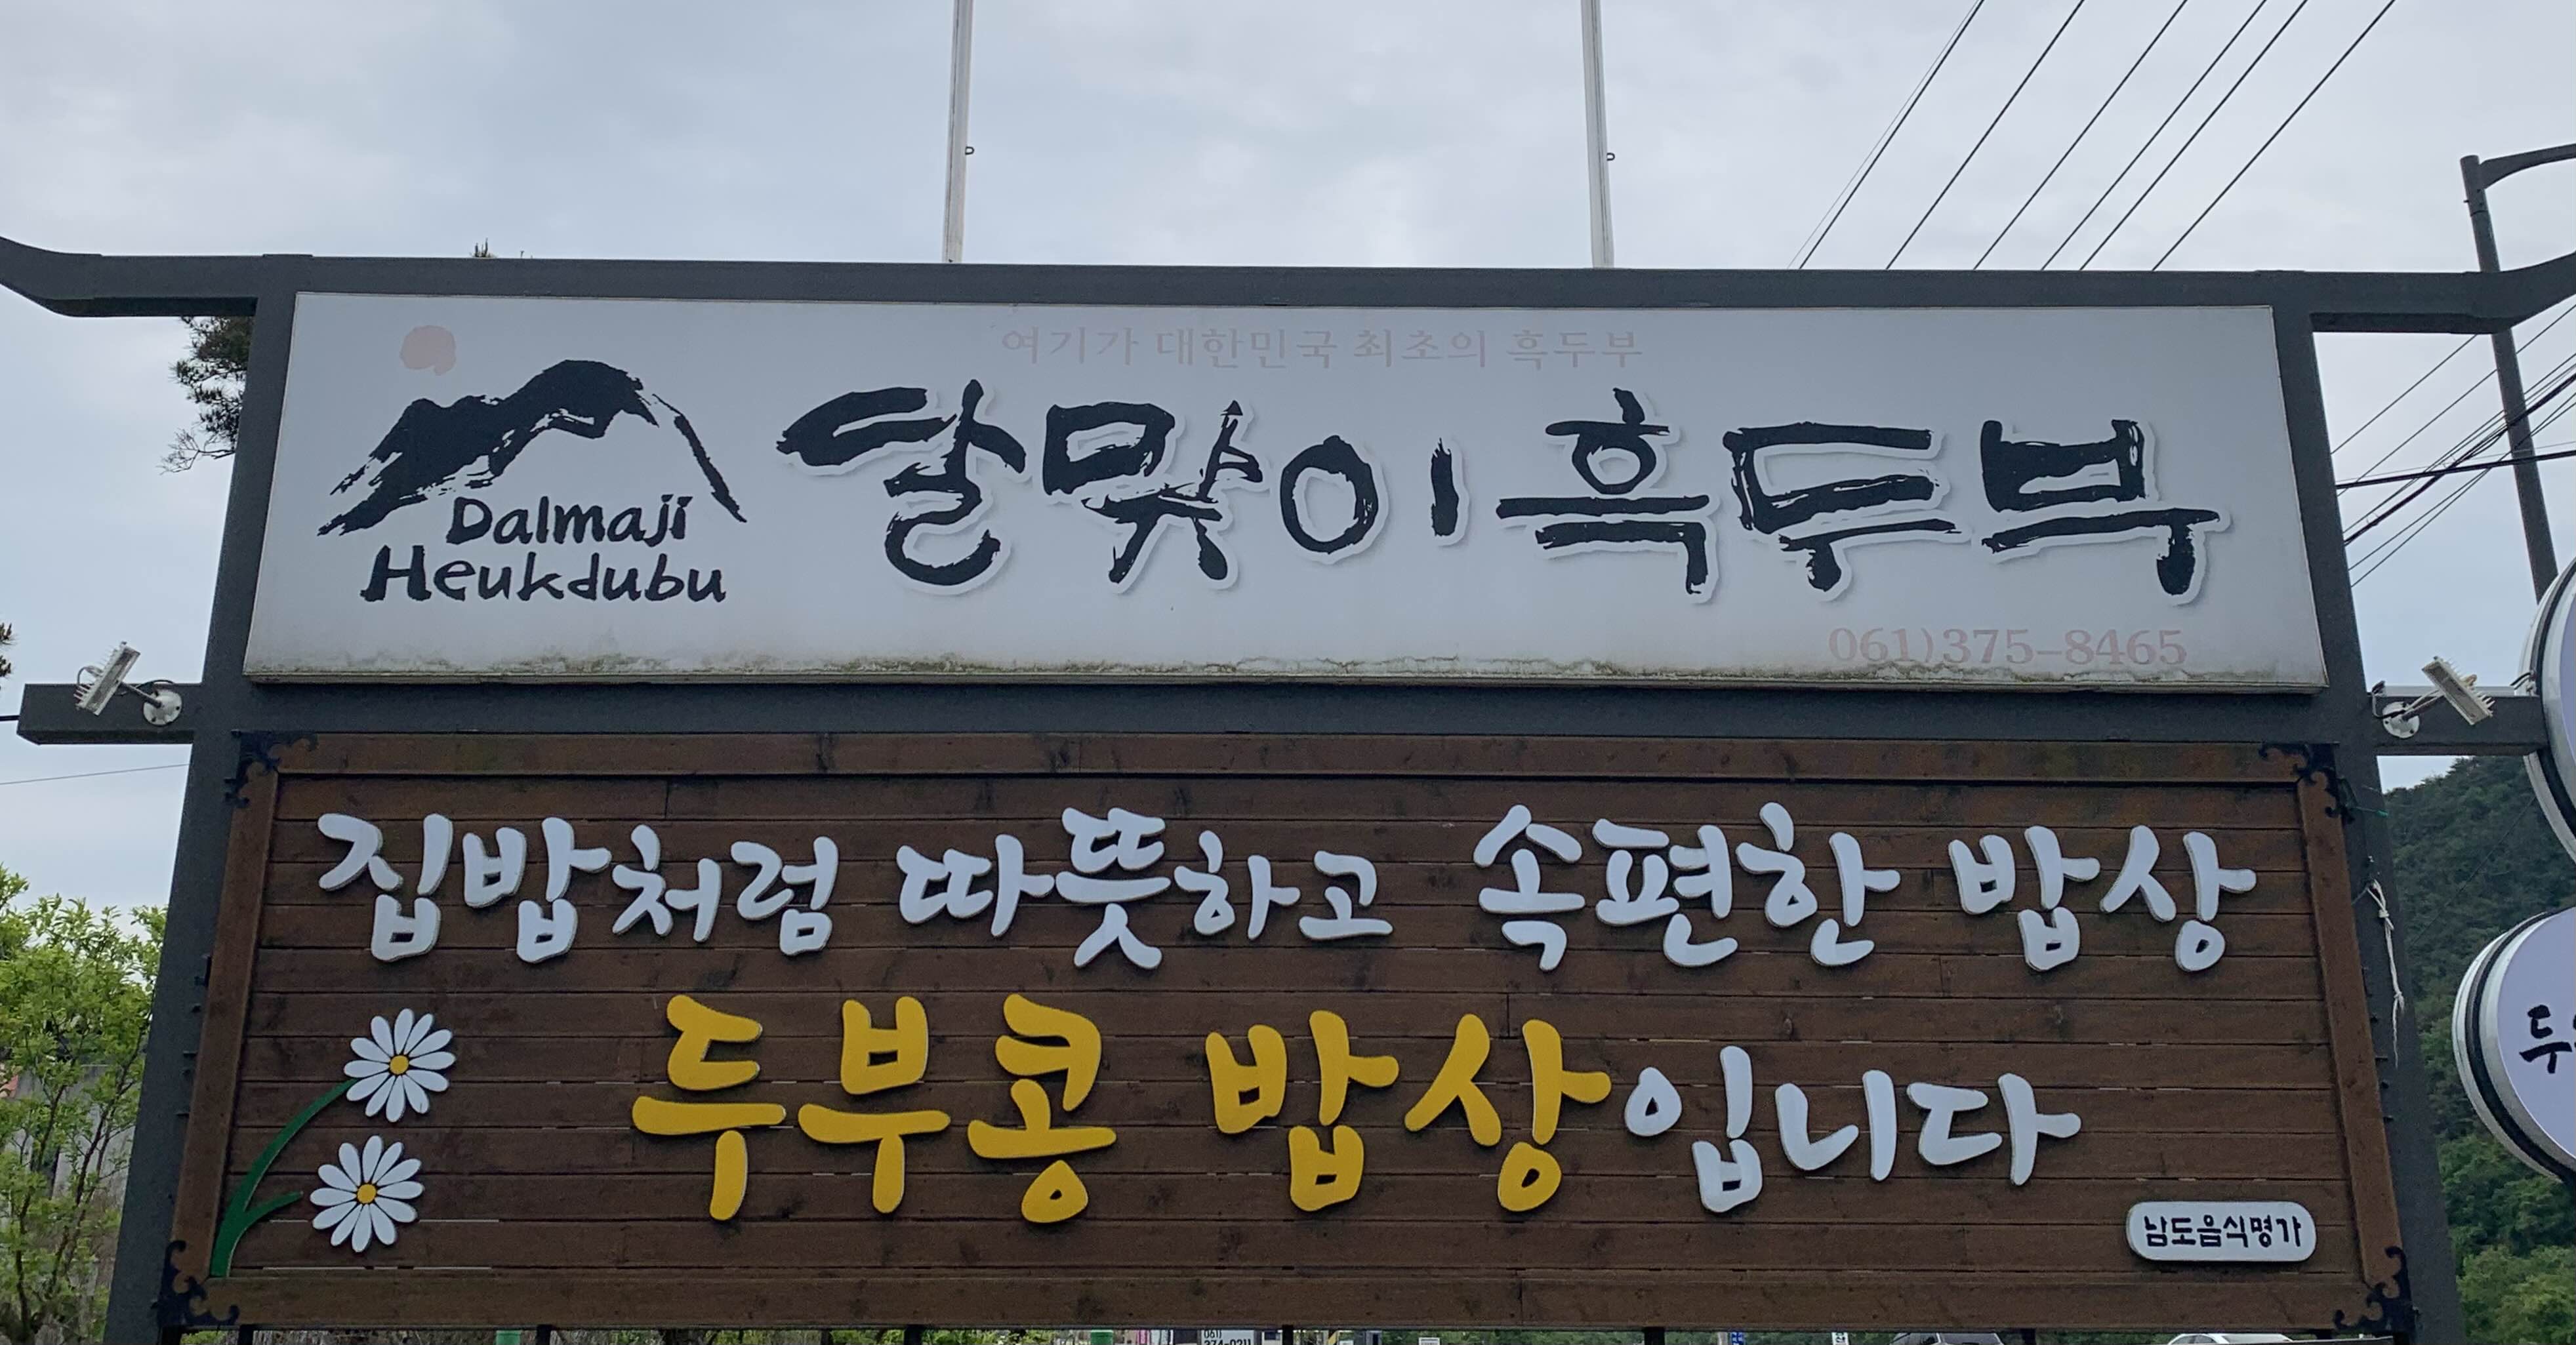 여기가 대한민국 최초의 흑두부
Dalmaji
Heukdubu
달맞이흑두부
061)375-8465
집밥처럼 따뜻하고 속편한 밥상
두부콩 밥상입니다
남도음식명가